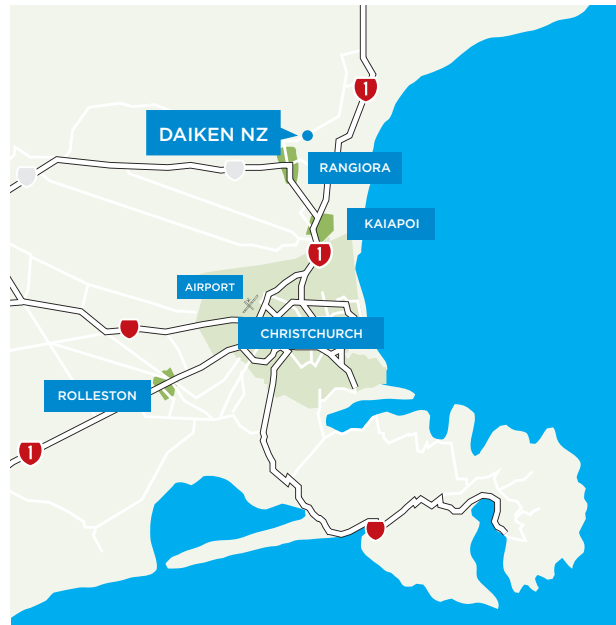 1
DAIKEN NZ
RANGIORA
KAIAPOI
1
AIRPORT
CHRISTCHURCH
ROLLESTON
1